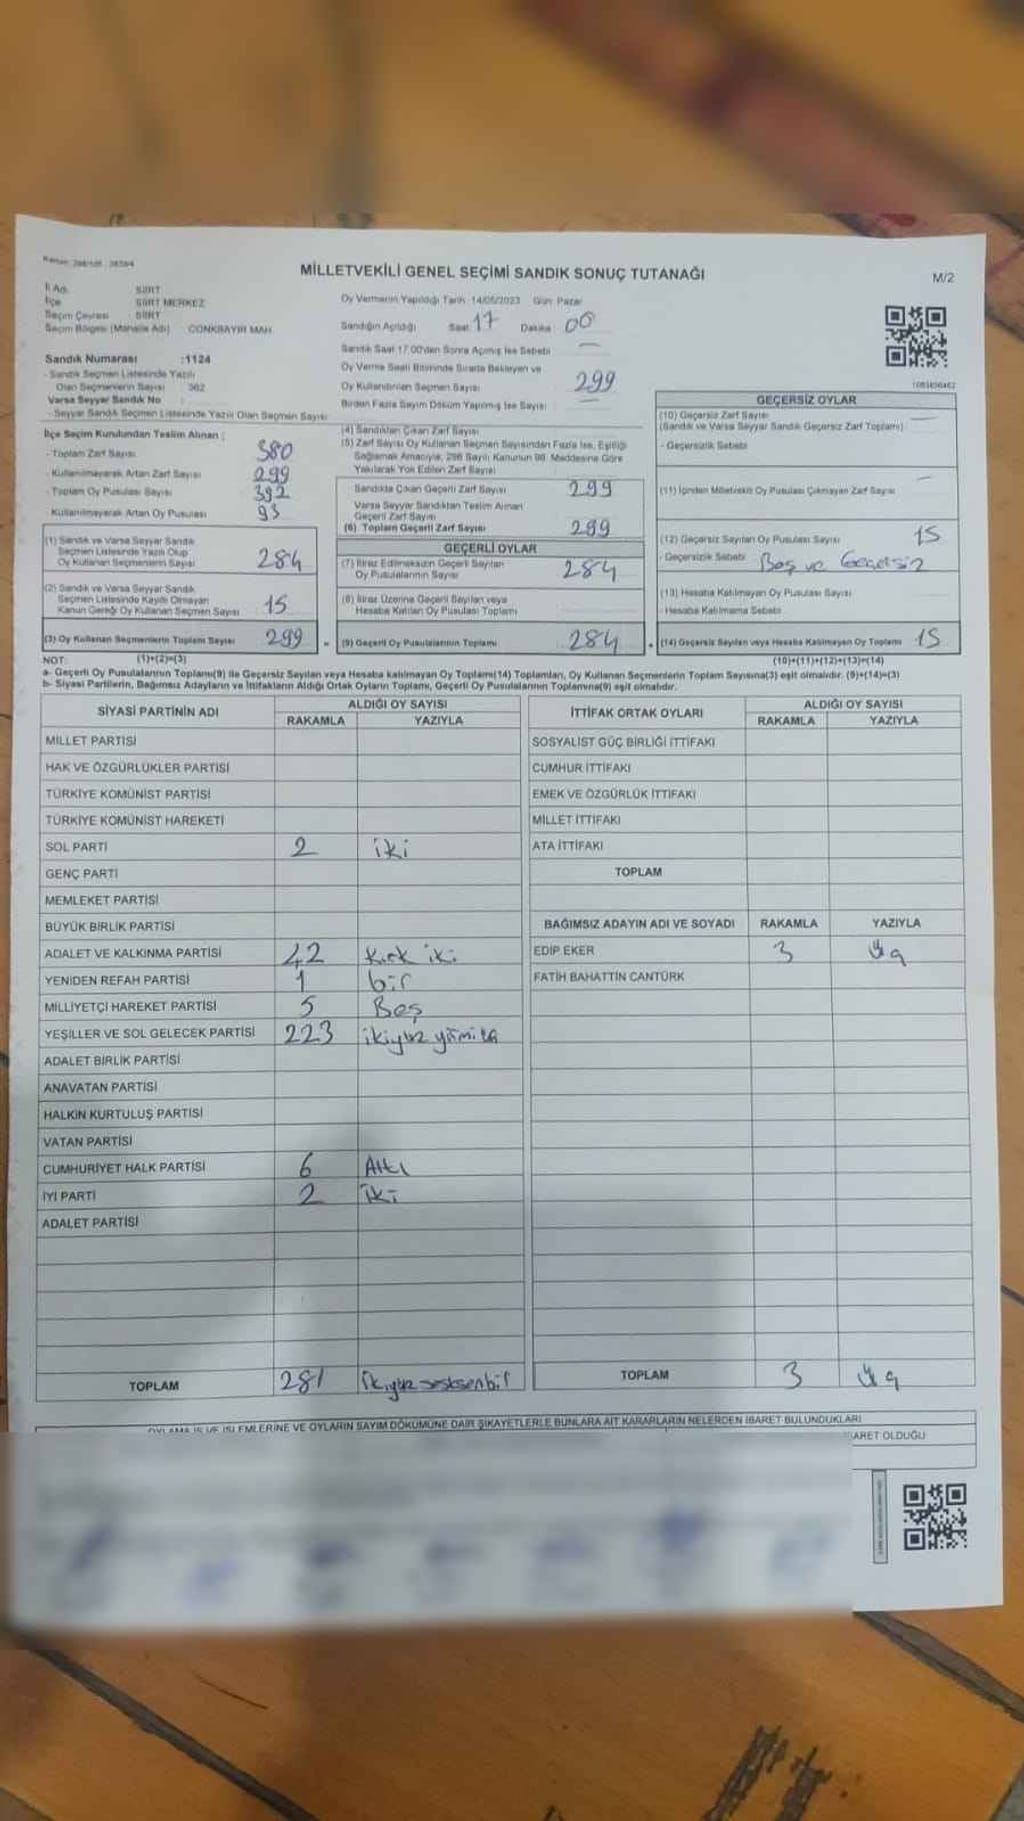 MİLLETVEKİLİ GENEL SEÇİMİ SANDIK SONUÇ TUTANAĞI
M/2
İl Adı SİİRT
İlçe SİİRT MERKEZ
Seçim Çevresi SİİRT
Seçim Bölgesi (Mahalle Adı) CONKBAYIR MAH.
Sandık Numarası :1124
- Sandık Seçmen Listesinde Yazılı
Olan Seçmenlerin Sayısı 362
Varsa Seyyar Sandık No
- Seyyar Sandık Seçmen Listesinde Yazılı Olan Seçmen Sayısı
Oy Vermenin Yapıldığı Tarih 14/05/2023 Gün Pazar
Sandığın Açıldığı Saat 17 Dakika 00
Sandık Saat 17.00'den Sonra Açılmış İse Sebebi —
Oy Verme Saati Bitiminde Sırada Bekleyen ve
Oy Kullandırılan Seçmen Sayısı 299
Birden Fazla Sayım Döküm Yapılmış İse Sayısı —
İlçe Seçim Kurulundan Teslim Alınan :
- Toplam Zarf Sayısı 380
- Kullanılmayarak Artan Zarf Sayısı 299
- Toplam Oy Pusulası Sayısı 392
- Kullanılmayarak Artan Oy Pusulası 93
(1) Sandık ve Varsa Seyyar Sandık
Seçmen Listesinde Yazılı Olup
Oy Kullanan Seçmenlerin Sayısı 284
(2) Sandık ve Varsa Seyyar Sandık
Seçmen Listesinde Kayıtlı Olmayan
Kanun Gereği Oy Kullanan Seçmen Sayısı 15
(3) Oy Kullanan Seçmenlerin Toplam Sayısı 299
(1)+(2)=(3)
(4) Sandıktan Çıkan Zarf Sayısı
(5) Zarf Sayısı Oy Kullanan Seçmen Sayısından Fazla İse, Eşitliği
Sağlamak Amacıyla, 298 Sayılı Kanunun 98. Maddesine Göre
Yakılarak Yok Edilen Zarf Sayısı
Sandıkta Çıkan Geçerli Zarf Sayısı 299
Varsa Seyyar Sandıktan Teslim Alınan
Geçerli Zarf Sayısı
(6) Toplam Geçerli Zarf Sayısı 299
GEÇERLİ OYLAR
(7) İtiraz Edilmeksizin Geçerli Sayılan
Oy Pusulalarının Sayısı 284
(8) İtiraz Üzerine Geçerli Sayılan veya
Hesaba Katılan Oy Pusulası Toplamı
(9) Geçerli Oy Pusulalarının Toplamı 284
GEÇERSİZ OYLAR
(10) Geçersiz Zarf Sayısı
(Sandık ve Varsa Seyyar Sandık Geçersiz Zarf Toplamı) —
- Geçersizlik Sebebi
(11) İçinden Milletvekili Oy Pusulası Çıkmayan Zarf Sayısı —
(12) Geçersiz Sayılan Oy Pusulası Sayısı 15
- Geçersizlik Sebebi Boş ve Geçersiz
(13) Hesaba Katılmayan Oy Pusulası Sayısı
- Hesaba Katılmama Sebebi
(14) Geçersiz Sayılan veya Hesaba Katılmayan Oy Toplamı 15
(10)+(11)+(12)+(13)=(14)
NOT:
a- Geçerli Oy Pusulalarının Toplamı(9) ile Geçersiz Sayılan veya Hesaba Katılmayan Oy Toplamı(14) Toplamları, Oy Kullanan Seçmenlerin Toplam Sayısına(3) eşit olmalıdır. (9)+(14)=(3)
b- Siyasi Partilerin, Bağımsız Adayların ve İttifakların Aldığı Ortak Oyların Toplamı, Geçerli Oy Pusulalarının Toplamına(9) eşit olmalıdır.
SİYASİ PARTİNİN ADI
ALDIĞI OY SAYISI
RAKAMLA YAZIYLA
MİLLET PARTİSİ
HAK VE ÖZGÜRLÜKLER PARTİSİ
TÜRKİYE KOMÜNİST PARTİSİ
TÜRKİYE KOMÜNİST HAREKETİ
SOL PARTİ 2 iki
GENÇ PARTİ
MEMLEKET PARTİSİ
BÜYÜK BİRLİK PARTİSİ
ADALET VE KALKINMA PARTİSİ 42 Kırk iki
YENİDEN REFAH PARTİSİ 1 bir
MİLLİYETÇİ HAREKET PARTİSİ 5 Beş
YEŞİLLER VE SOL GELECEK PARTİSİ 223 ikiyüz
ADALET BİRLİK PARTİSİ
ANAVATAN PARTİSİ
HALKIN KURTULUŞ PARTİSİ
VATAN PARTİSİ
CUMHURİYET HALK PARTİSİ 6 Altı
İYİ PARTİ 2 iki
ADALET PARTİSİ
TOPLAM 281 ikiyüz seksenbir
İTTİFAK ORTAK OYLARI
ALDIĞI OY SAYISI
RAKAMLA YAZIYLA
SOSYALİST GÜÇ BİRLİĞİ İTTİFAKI
CUMHUR İTTİFAKI
EMEK VE ÖZGÜRLÜK İTTİFAKI
MİLLET İTTİFAKI
ATA İTTİFAKI
TOPLAM
BAĞIMSIZ ADAYIN ADI VE SOYADI RAKAMLA YAZIYLA
EDİP EKER 3 üç
FATİH BAHATTİN CANTÜRK
TOPLAM 3 üç
OYLAMA İŞ VE İŞLEMLERİNE VE OYLARIN SAYIM DÖKÜMÜNE DAİR ŞİKAYETLERLE BUNLARA AİT KARARLARIN NELERDEN İBARET BULUNDUKLARI
OLDUĞU